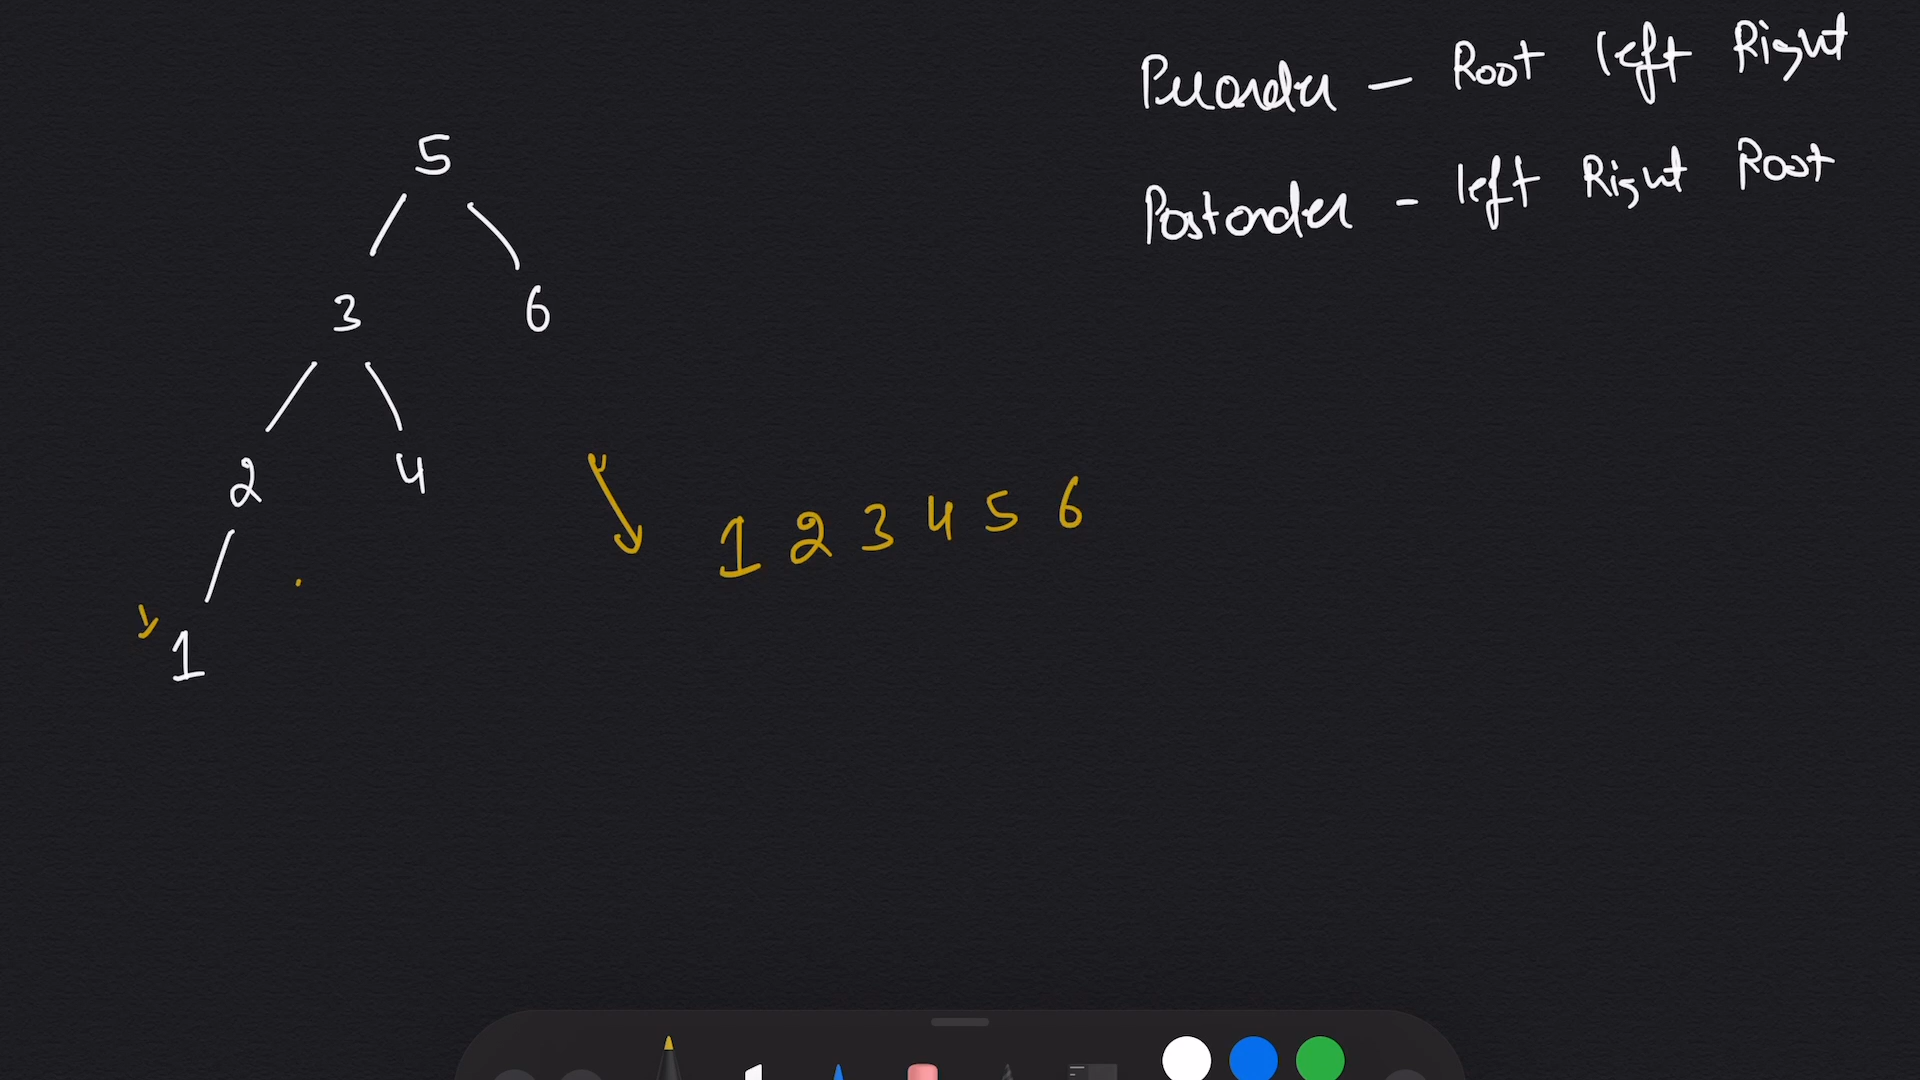 Preorder - Root left Right
Postorder - left Right Root
5
3 6
2 4
1 2 3 4 5 6
1